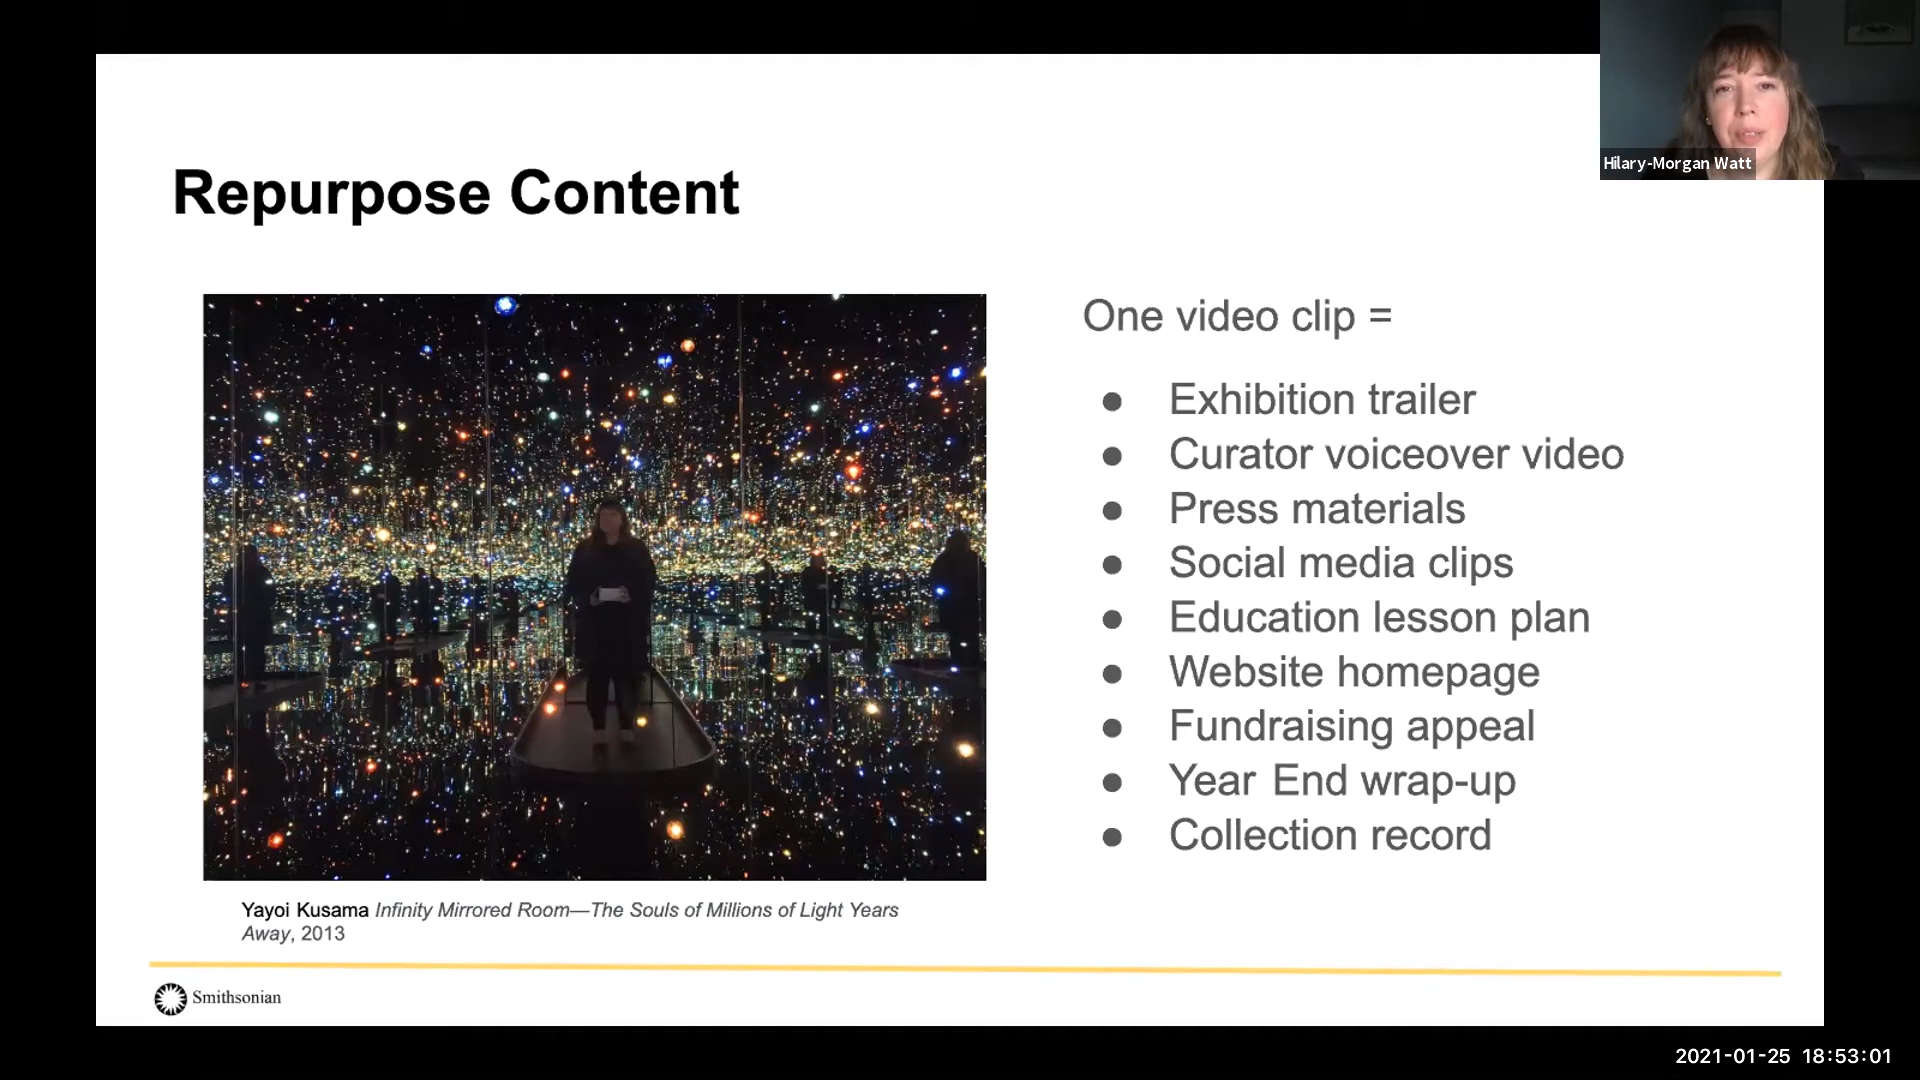 Hilary-Morgan Watt
Repurpose Content
One video clip =
● Exhibition trailer
● Curator voiceover video
● Press materials
● Social media clips
● Education lesson plan
● Website homepage
● Fundraising appeal
● Year End wrap-up
● Collection record
Yayoi Kusama Infinity Mirrored Room—The Souls of Millions of Light Years
Away, 2013
Smithsonian
2021-01-25 18:53:01